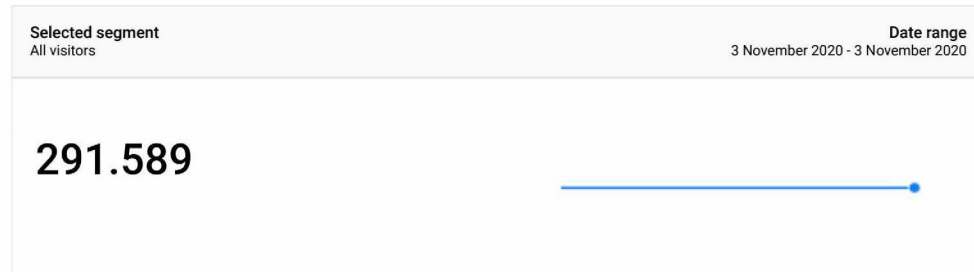 Selected segment
All visitors
Date range
3 November 2020 - 3 November 2020
291.589